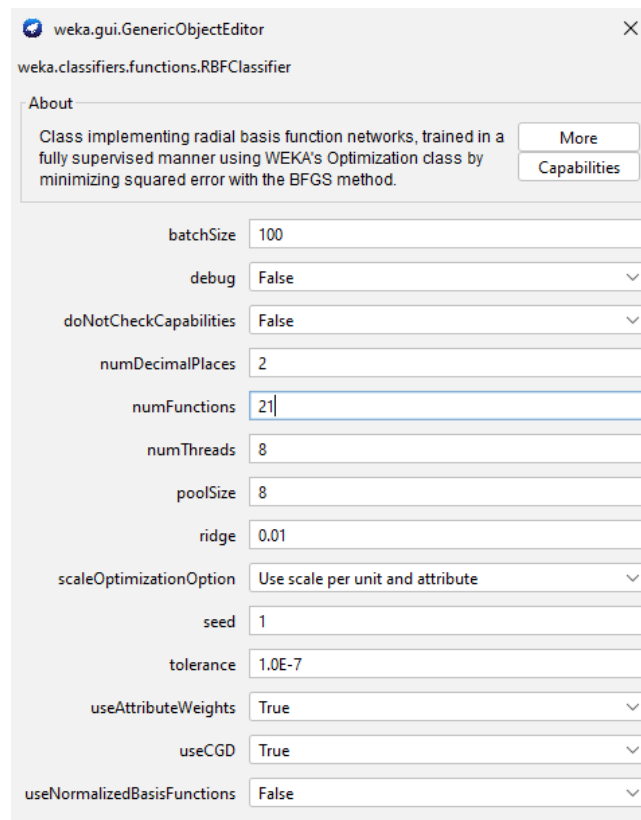 weka.gui.GenericObjectEditor
weka.classifiers.functions.RBFClassifier
About
Class implementing radial basis function networks, trained in a
fully supervised manner using WEKA's Optimization class by
minimizing squared error with the BFGS method.
More
Capabilities
batchSize 100
debug False
doNotCheckCapabilities False
numDecimalPlaces 2
numFunctions 21
numThreads 8
poolSize 8
ridge 0.01
scaleOptimizationOption Use scale per unit and attribute
seed 1
tolerance 1.0E-7
useAttributeWeights True
useCGD True
useNormalizedBasisFunctions False